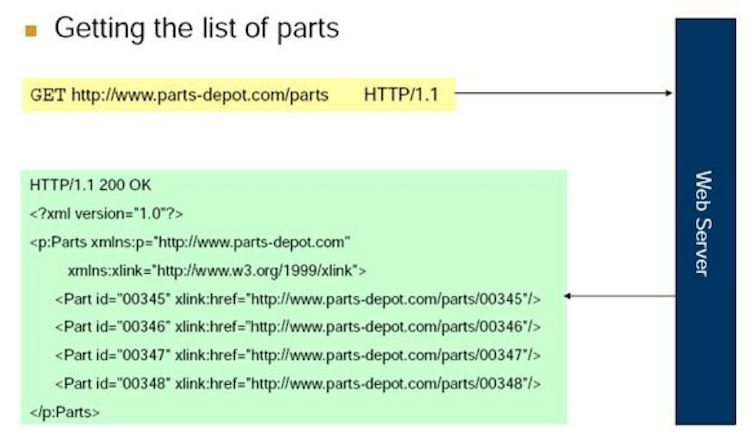 Getting the list of parts
GET http://www.parts-depot.com/parts HTTP/1.1
HTTP/1.1 200 OK
<?xml version="1.0"?>
<p:Parts xmlns:p="http://www.parts-depot.com"
xmlns:xlink="http://www.w3.org/1999/xlink">
<Part id="00345" xlink:href="http://www.parts-depot.com/parts/00345"/>
<Part id="00346" xlink:href="http://www.parts-depot.com/parts/00346"/>
<Part id="00347" xlink:href="http://www.parts-depot.com/parts/00347"/>
<Part id="00348" xlink:href="http://www.parts-depot.com/parts/00348"/>
</p:Parts>
Web Server